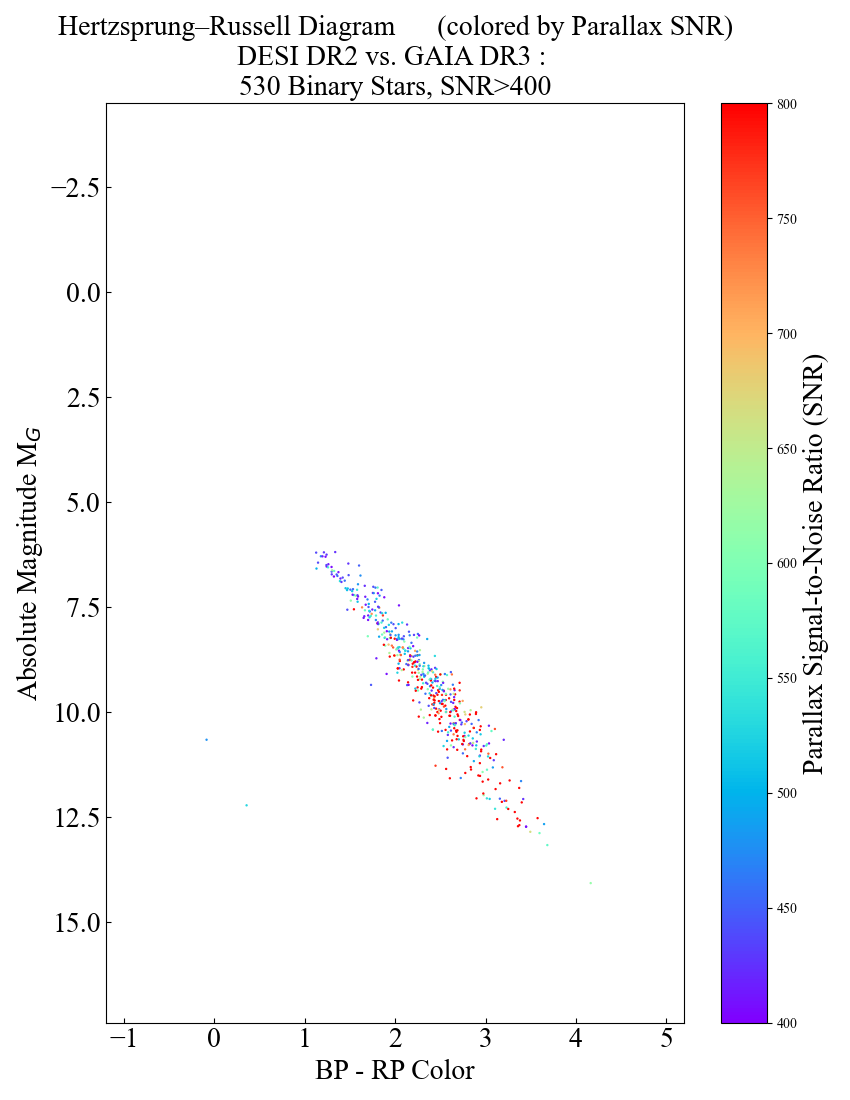 Hertzsprung–Russell Diagram (colored by Parallax SNR)
DESI DR2 vs. GAIA DR3 :
530 Binary Stars, SNR>400
Absolute Magnitude M_G
−2.5
0.0
2.5
5.0
7.5
10.0
12.5
15.0
−1 0 1 2 3 4 5
BP - RP Color
800
750
700
650
600
550
500
450
400
Parallax Signal-to-Noise Ratio (SNR)